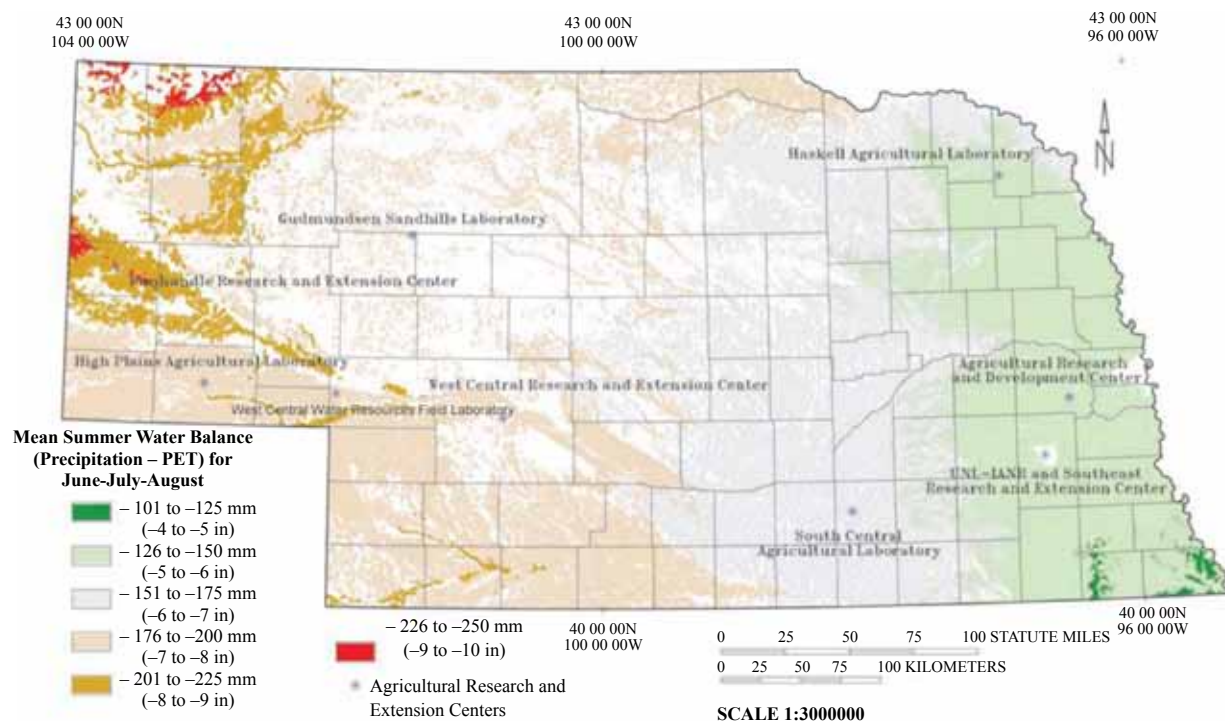 43 00 00N
104 00 00W
43 00 00N
100 00 00W
43 00 00N
96 00 00W
N
Haskell Agricultural Laboratory
Gudmundsen Sandhills Laboratory
Panhandle Research and Extension Center
High Plains Agricultural Laboratory
West Central Research and Extension Center
Agricultural Research
and Development Center
West Central Water Resources Field Laboratory
UNL-IANR and Southeast
Research and Extension Center
South Central
Agricultural Laboratory
Mean Summer Water Balance
(Precipitation – PET) for
June-July-August
– 101 to –125 mm
(–4 to –5 in)
– 126 to –150 mm
(–5 to –6 in)
–151 to –175 mm
(–6 to –7 in)
– 176 to –200 mm
(–7 to –8 in)
–201 to –225 mm
(–8 to –9 in)
– 226 to –250 mm
(–9 to –10 in)
Agricultural Research and
Extension Centers
40 00 00N
100 00 00W
40 00 00N
96 00 00W
0 25 50 75 100 STATUTE MILES
0 25 50 75 100 KILOMETERS
SCALE 1:3000000